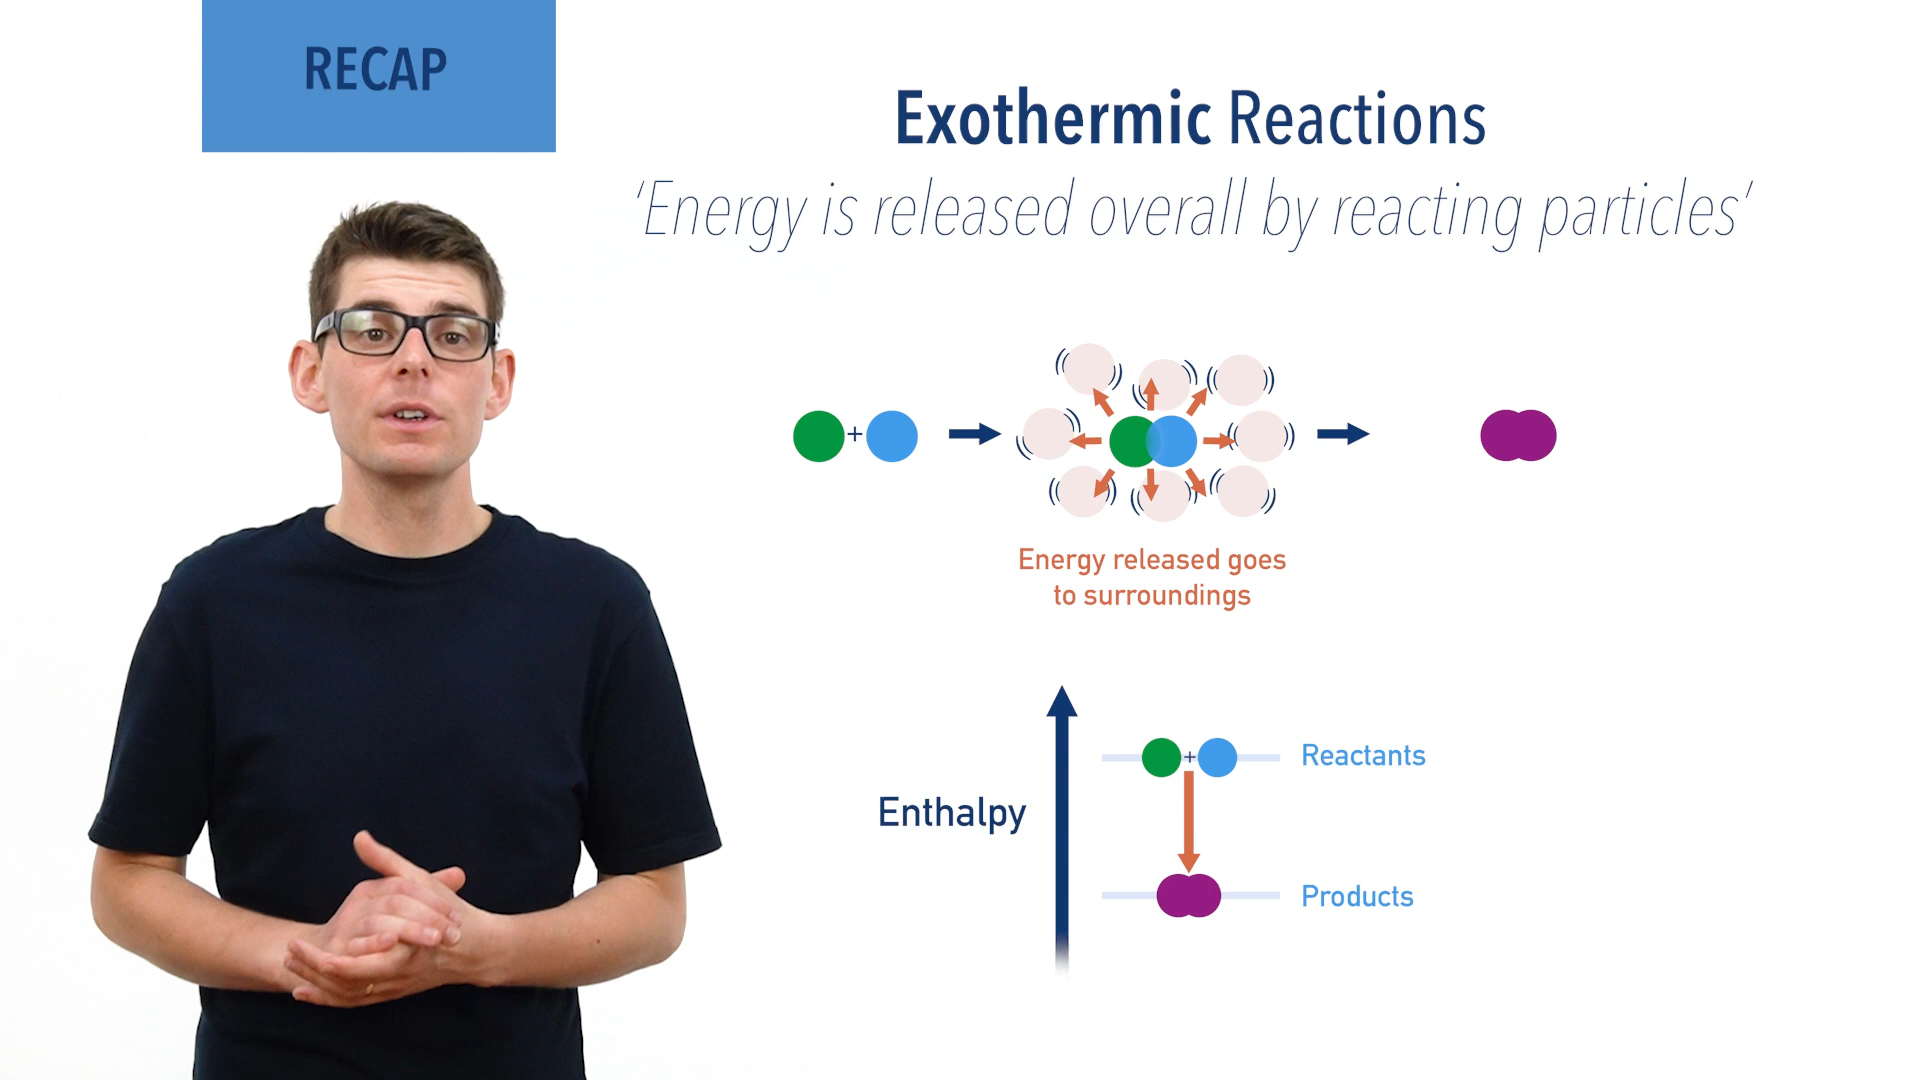 RECAP
Exothermic Reactions
‘Energy is released overall by reacting particles’
+
Energy released goes
to surroundings
+
Reactants
Enthalpy
Products